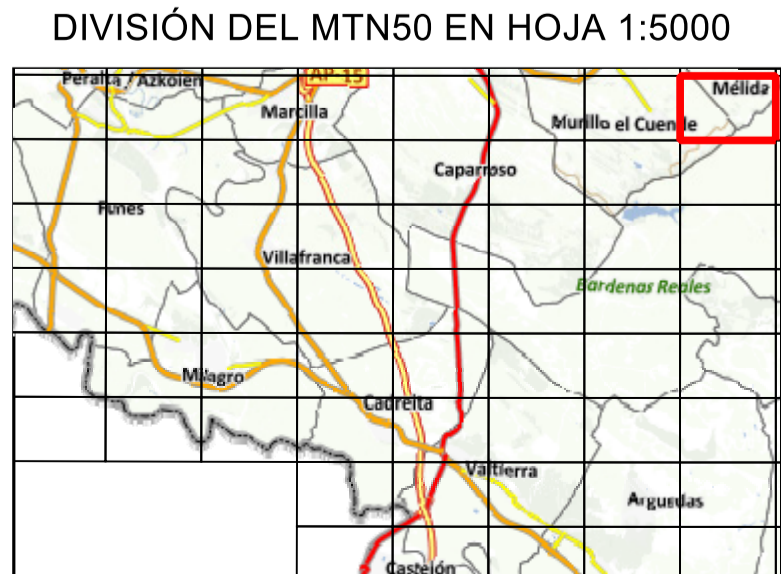 DIVISIÓN DEL MTN50 EN HOJA 1:5000
Peralta / Azkoien
AP-15
Mélida
Marcilla
Murillo el Cuende
Caparroso
Funes
Villafranca
Bardenas Reales
Milagro
Cadreita
Valtierra
Arguedas
Castejón